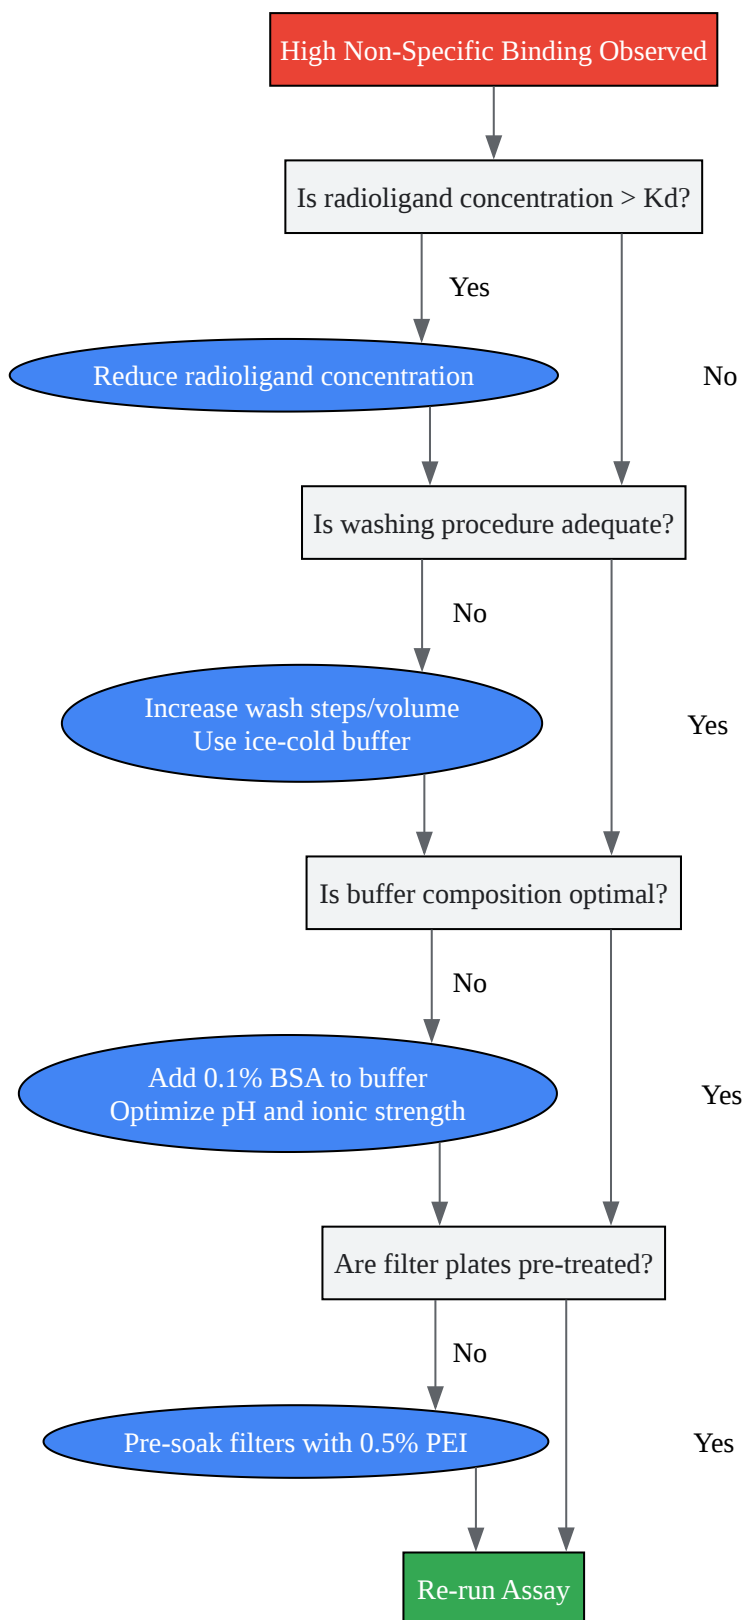 High Non-Specific Binding Observed
Is radioligand concentration > Kd?
Yes
Reduce radioligand concentration
No
Is washing procedure adequate?
No
Increase wash steps/volume
Use ice-cold buffer
Yes
Is buffer composition optimal?
No
Add 0.1% BSA to buffer
Optimize pH and ionic strength
Yes
Are filter plates pre-treated?
No
Pre-soak filters with 0.5% PEI
Yes
Re-run Assay